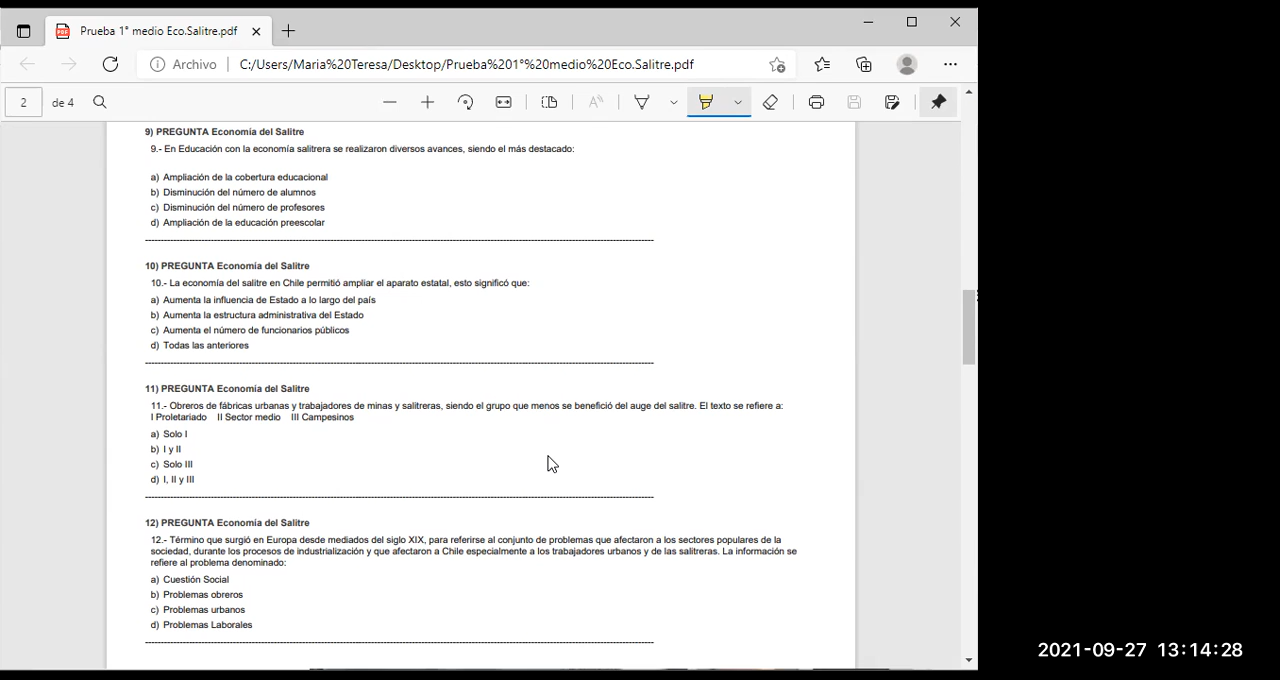 Prueba 1° medio Eco.Salitre.pdf
Archivo
C:/Users/Maria%20Teresa/Desktop/Prueba%201°%20medio%20Eco.Salitre.pdf
2 de 4
9) PREGUNTA Economía del Salitre
9.- En Educación con la economía salitrera se realizaron diversos avances, siendo el más destacado:
a) Ampliación de la cobertura educacional
b) Disminución del número de alumnos
c) Disminución del número de profesores
d) Ampliación de la educación preescolar
10) PREGUNTA Economía del Salitre
10.- La economía del salitre en Chile permitió ampliar el aparato estatal, esto significó que:
a) Aumenta la influencia de Estado a lo largo del país
b) Aumenta la estructura administrativa del Estado
c) Aumenta el número de funcionarios públicos
d) Todas las anteriores
11) PREGUNTA Economía del Salitre
11.- Obreros de fábricas urbanas y trabajadores de minas y salitreras, siendo el grupo que menos se benefició del auge del salitre. El texto se refiere a:
I Proletariado II Sector medio III Campesinos
a) Solo I
b) I y II
c) Solo III
d) I, II y III
12) PREGUNTA Economía del Salitre
12.- Término que surgió en Europa desde mediados del siglo XIX, para referirse al conjunto de problemas que afectaron a los sectores populares de la
sociedad, durante los procesos de industrialización y que afectaron a Chile especialmente a los trabajadores urbanos y de las salitreras. La información se
refiere al problema denominado:
a) Cuestión Social
b) Problemas obreros
c) Problemas urbanos
d) Problemas Laborales
2021-09-27 13:14:28